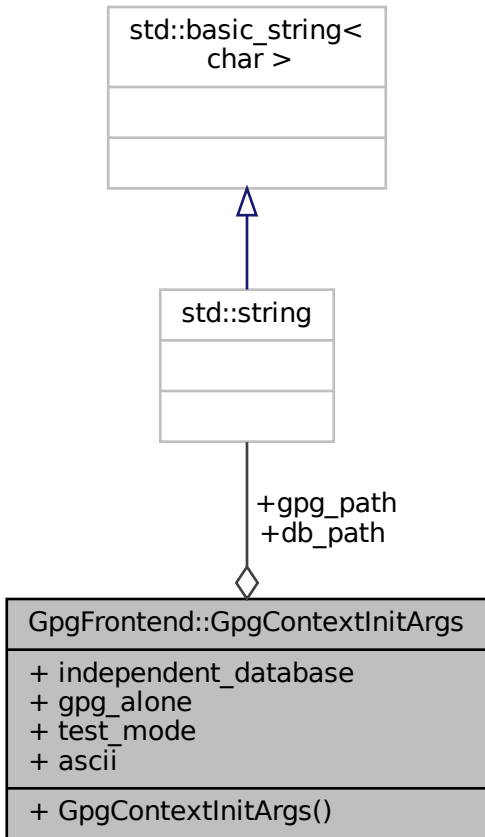 std::basic_string<
char >
std::string
+gpg_path
+db_path
GpgFrontend::GpgContextInitArgs
+ independent_database
+ gpg_alone
+ test_mode
+ ascii
+ GpgContextInitArgs()